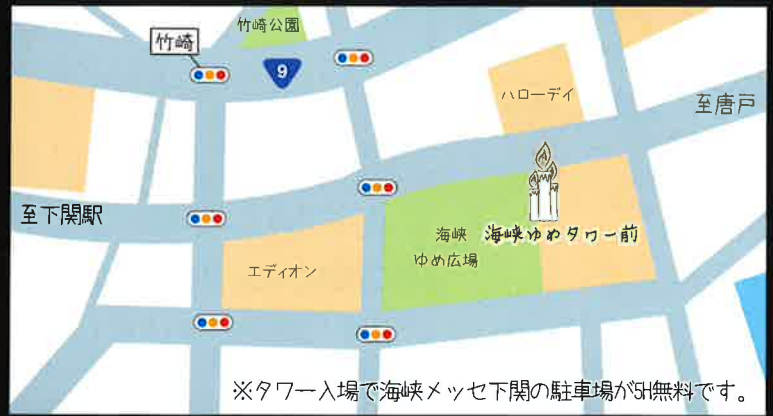 竹崎公園
竹崎
9
ハローデイ
至唐戸
至下関駅
海峡
ゆめ広場
海峡ゆめタワー前
エディオン
※タワー入場で海峡メッセ下関の駐車場が5H無料です。